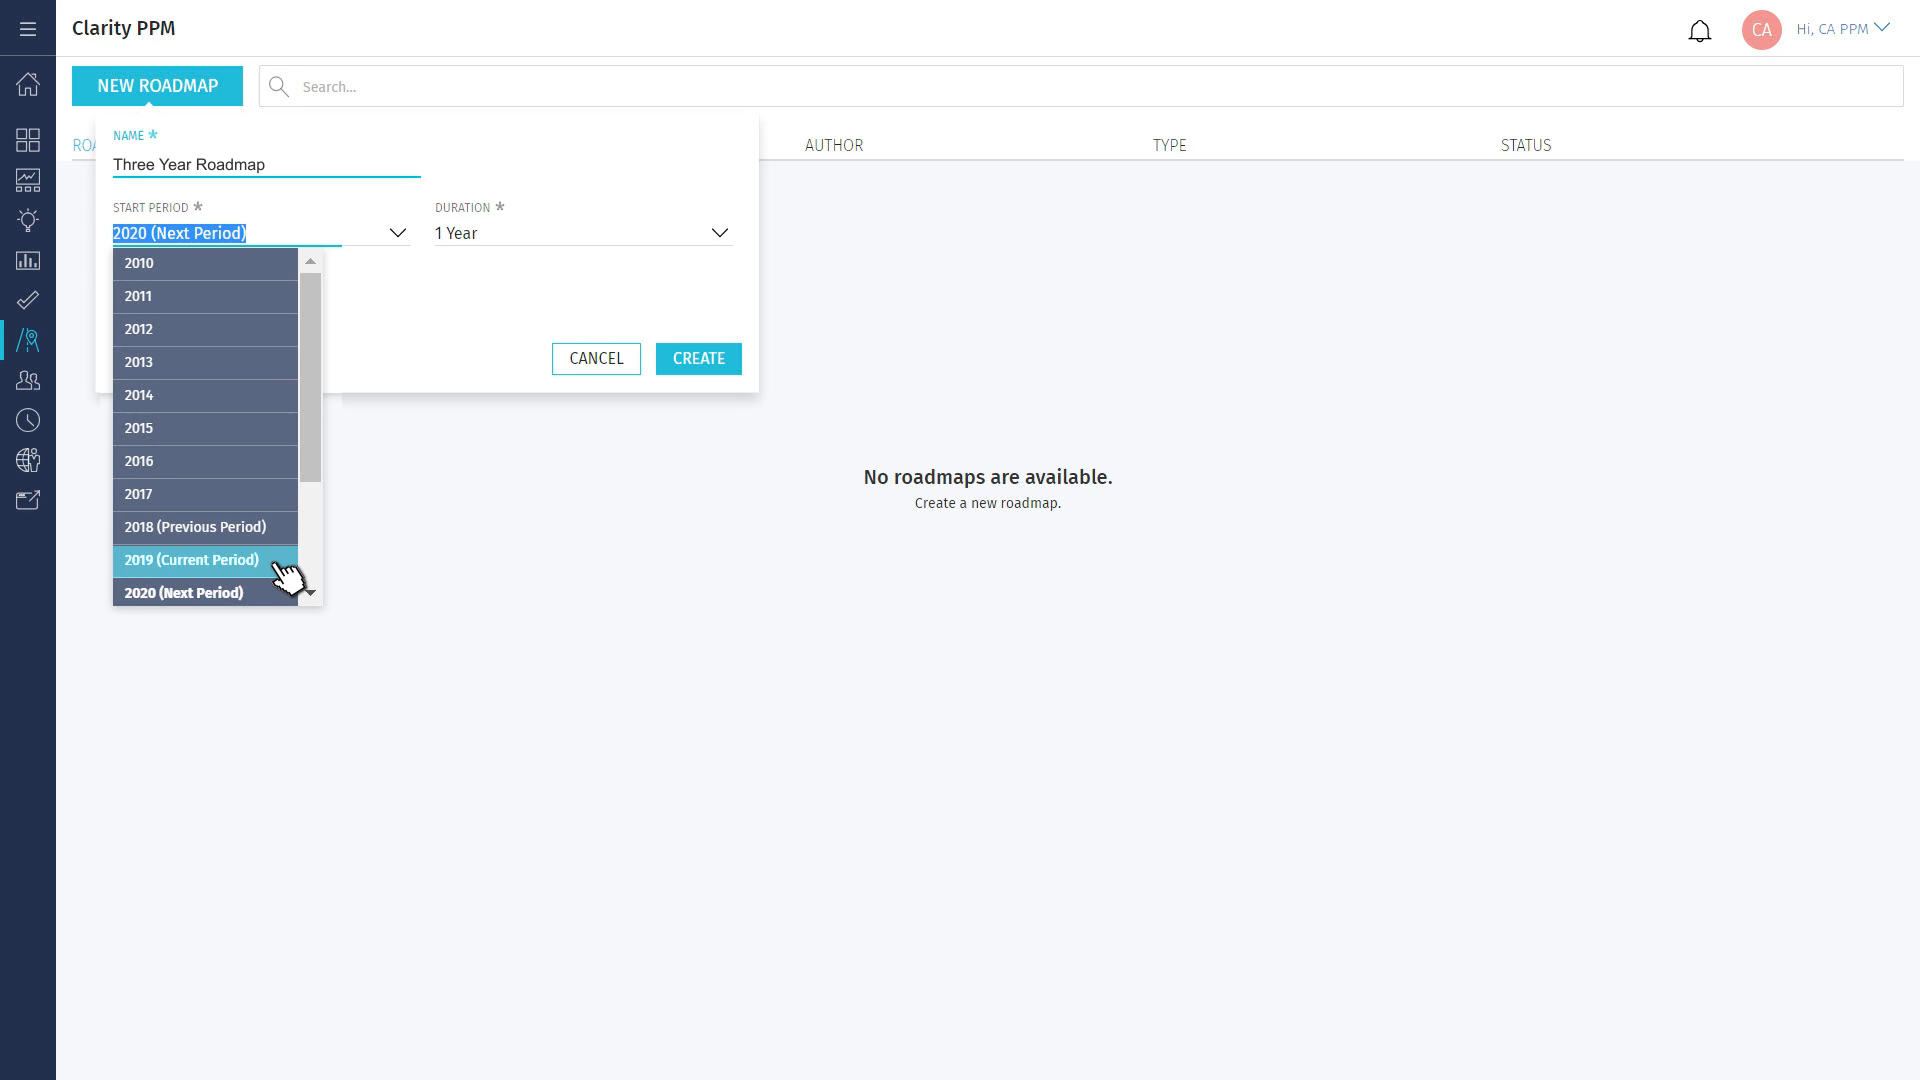 Clarity PPM
CA
Hi, CA PPM
NEW ROADMAP
Search...
ROA
AUTHOR
TYPE
STATUS
NAME *
Three Year Roadmap
START PERIOD *
DURATION *
2020 (Next Period)
1 Year
2010
2011
2012
2013
2014
2015
2016
2017
2018 (Previous Period)
2019 (Current Period)
2020 (Next Period)
CANCEL
CREATE
No roadmaps are available.
Create a new roadmap.